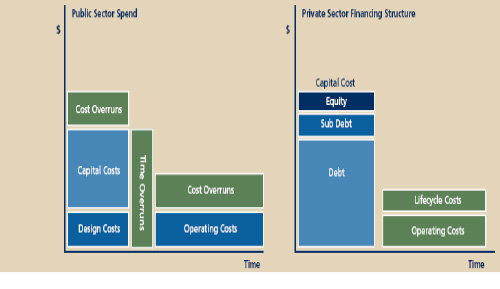 Public Sector Spend
$
Cost Overruns
Capital Costs
Design Costs
Time Overruns
Cost Overruns
Operating Costs
Time
Private Sector Financing Structure
$
Capital Cost
Equity
Sub Debt
Debt
Lifecycle Costs
Operating Costs
Time